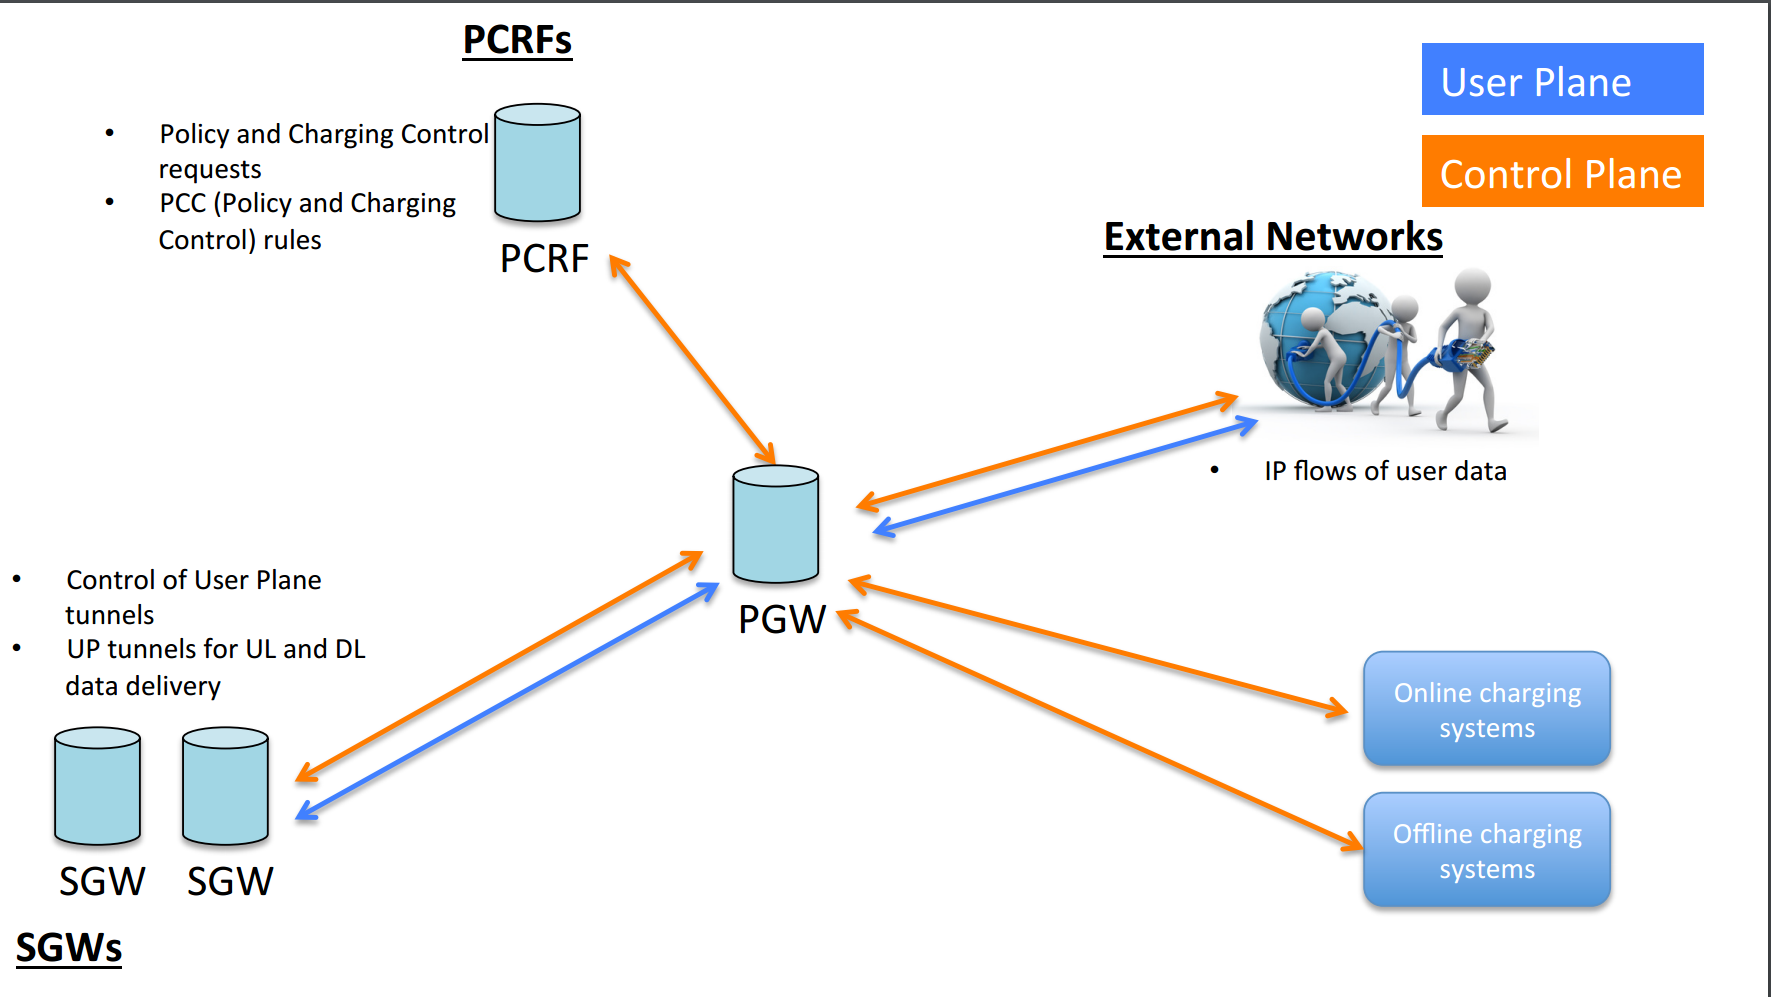 PCRFs
User Plane
Control Plane
• Policy and Charging Control
requests
• PCC (Policy and Charging
Control) rules
PCRF
External Networks
• IP flows of user data
PGW
• Control of User Plane
tunnels
• UP tunnels for UL and DL
data delivery
Online charging
systems
Offline charging
systems
SGW SGW
SGWs